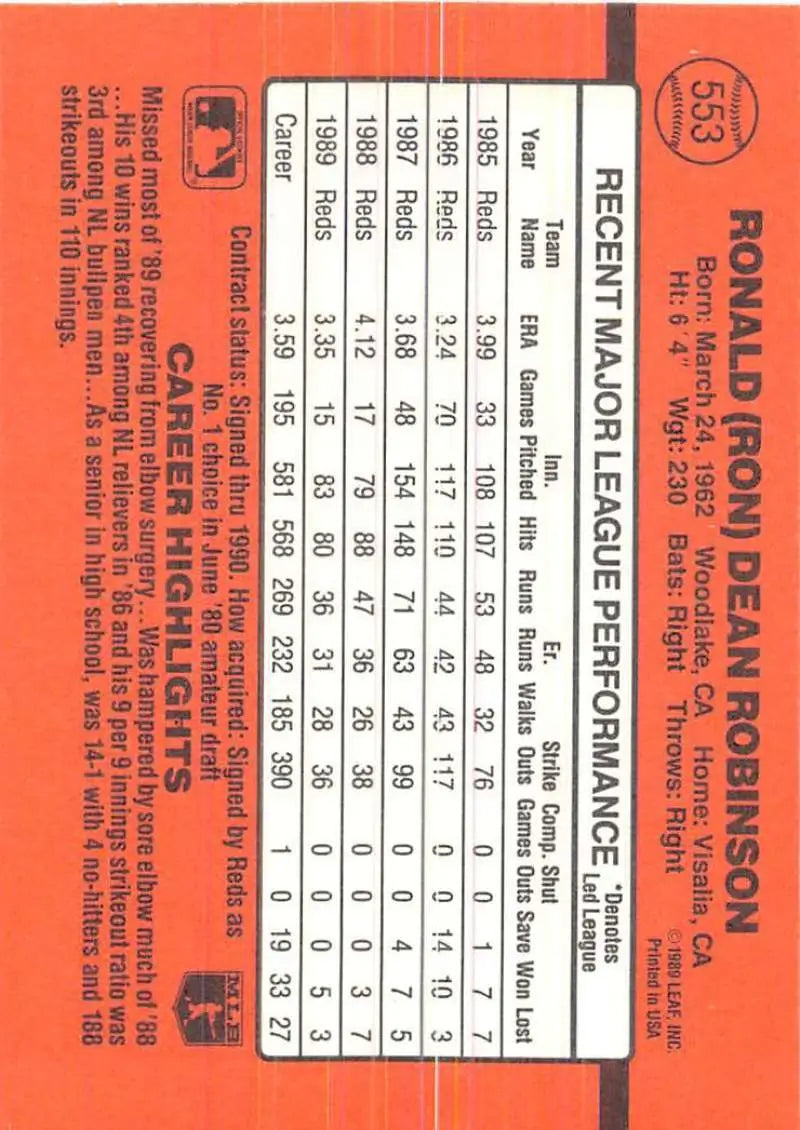 553
RONALD (RON) DEAN ROBINSON
Born: March 24, 1962 Woodlake, CA Home: Visalia, CA
Ht: 6' 4" Wgt: 230 Bats: Right Throws: Right
© 1989 LEAF, INC.
Printed in USA
RECENT MAJOR LEAGUE PERFORMANCE
*Denotes
Led League
Team Inn. Er. Strike Comp. Shut
Year Name ERA Games Pitched Hits Runs Runs Walks Outs Games Outs Save Won Lost
1985 Reds 3.99 33 108 107 53 48 32 76 0 0 1 7 7
1986 Reds 3.24 70 117 110 44 42 43 117 0 0 14 10 3
1987 Reds 3.68 48 154 148 71 63 43 99 0 0 4 7 5
1988 Reds 4.12 17 79 88 47 36 26 38 0 0 0 3 7
1989 Reds 3.35 15 83 80 36 31 28 36 0 0 0 5 3
Career 3.59 195 581 568 269 232 185 390 1 0 19 33 27
Contract status: Signed thru 1990. How acquired: Signed by Reds as
No. 1 choice in June '80 amateur draft
MLB
CAREER HIGHLIGHTS
Missed most of '89 recovering from elbow surgery...Was hampered by sore elbow much of '88
...His 10 wins ranked 4th among NL relievers in '86 and his 9 per 9 innings strikeout ratio was
3rd among NL bullpen men...As a senior in high school, was 14-1 with 4 no-hitters and 188
strikeouts in 110 innings.